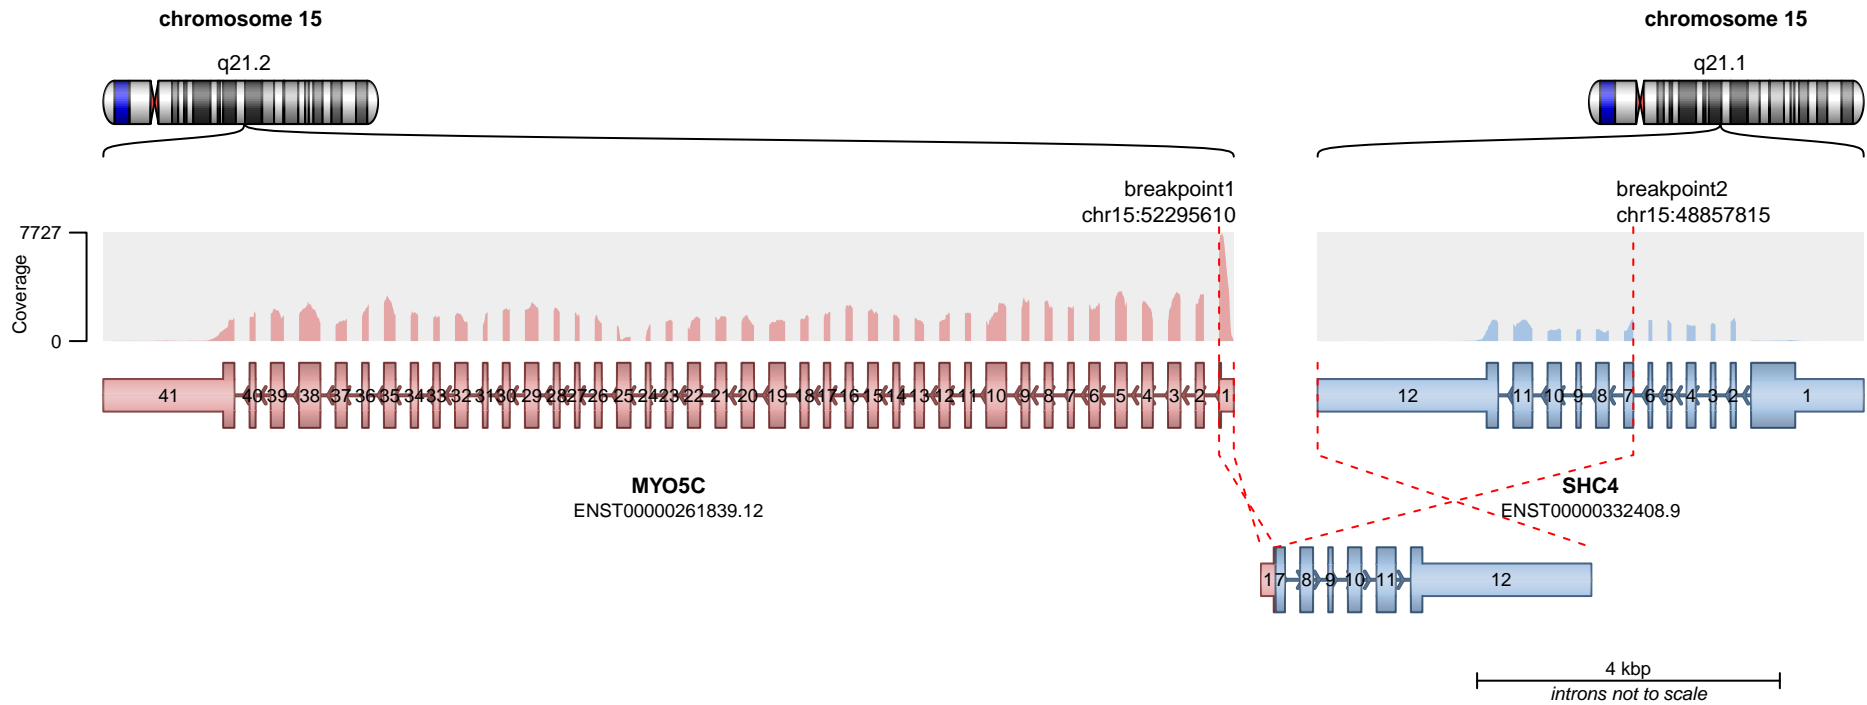 chromosome 15
chromosome 15
q21.2
q21.1
breakpoint1
chr15:52295610
breakpoint2
chr15:48857815
7727
Coverage
0
41 40 39 38 37 36 35 34 33 32 31 30 29 28 27 26 25 24 23 22 21 20 19 18 17 16 15 14 13 12 11 10 9 8 7 6 5 4 3 2 1
12 11 10 9 8 7 6 5 4 3 2 1
MYO5C
ENST00000261839.12
SHC4
ENST00000332408.9
1 7 8 9 10 11 12
4 kbp
introns not to scale